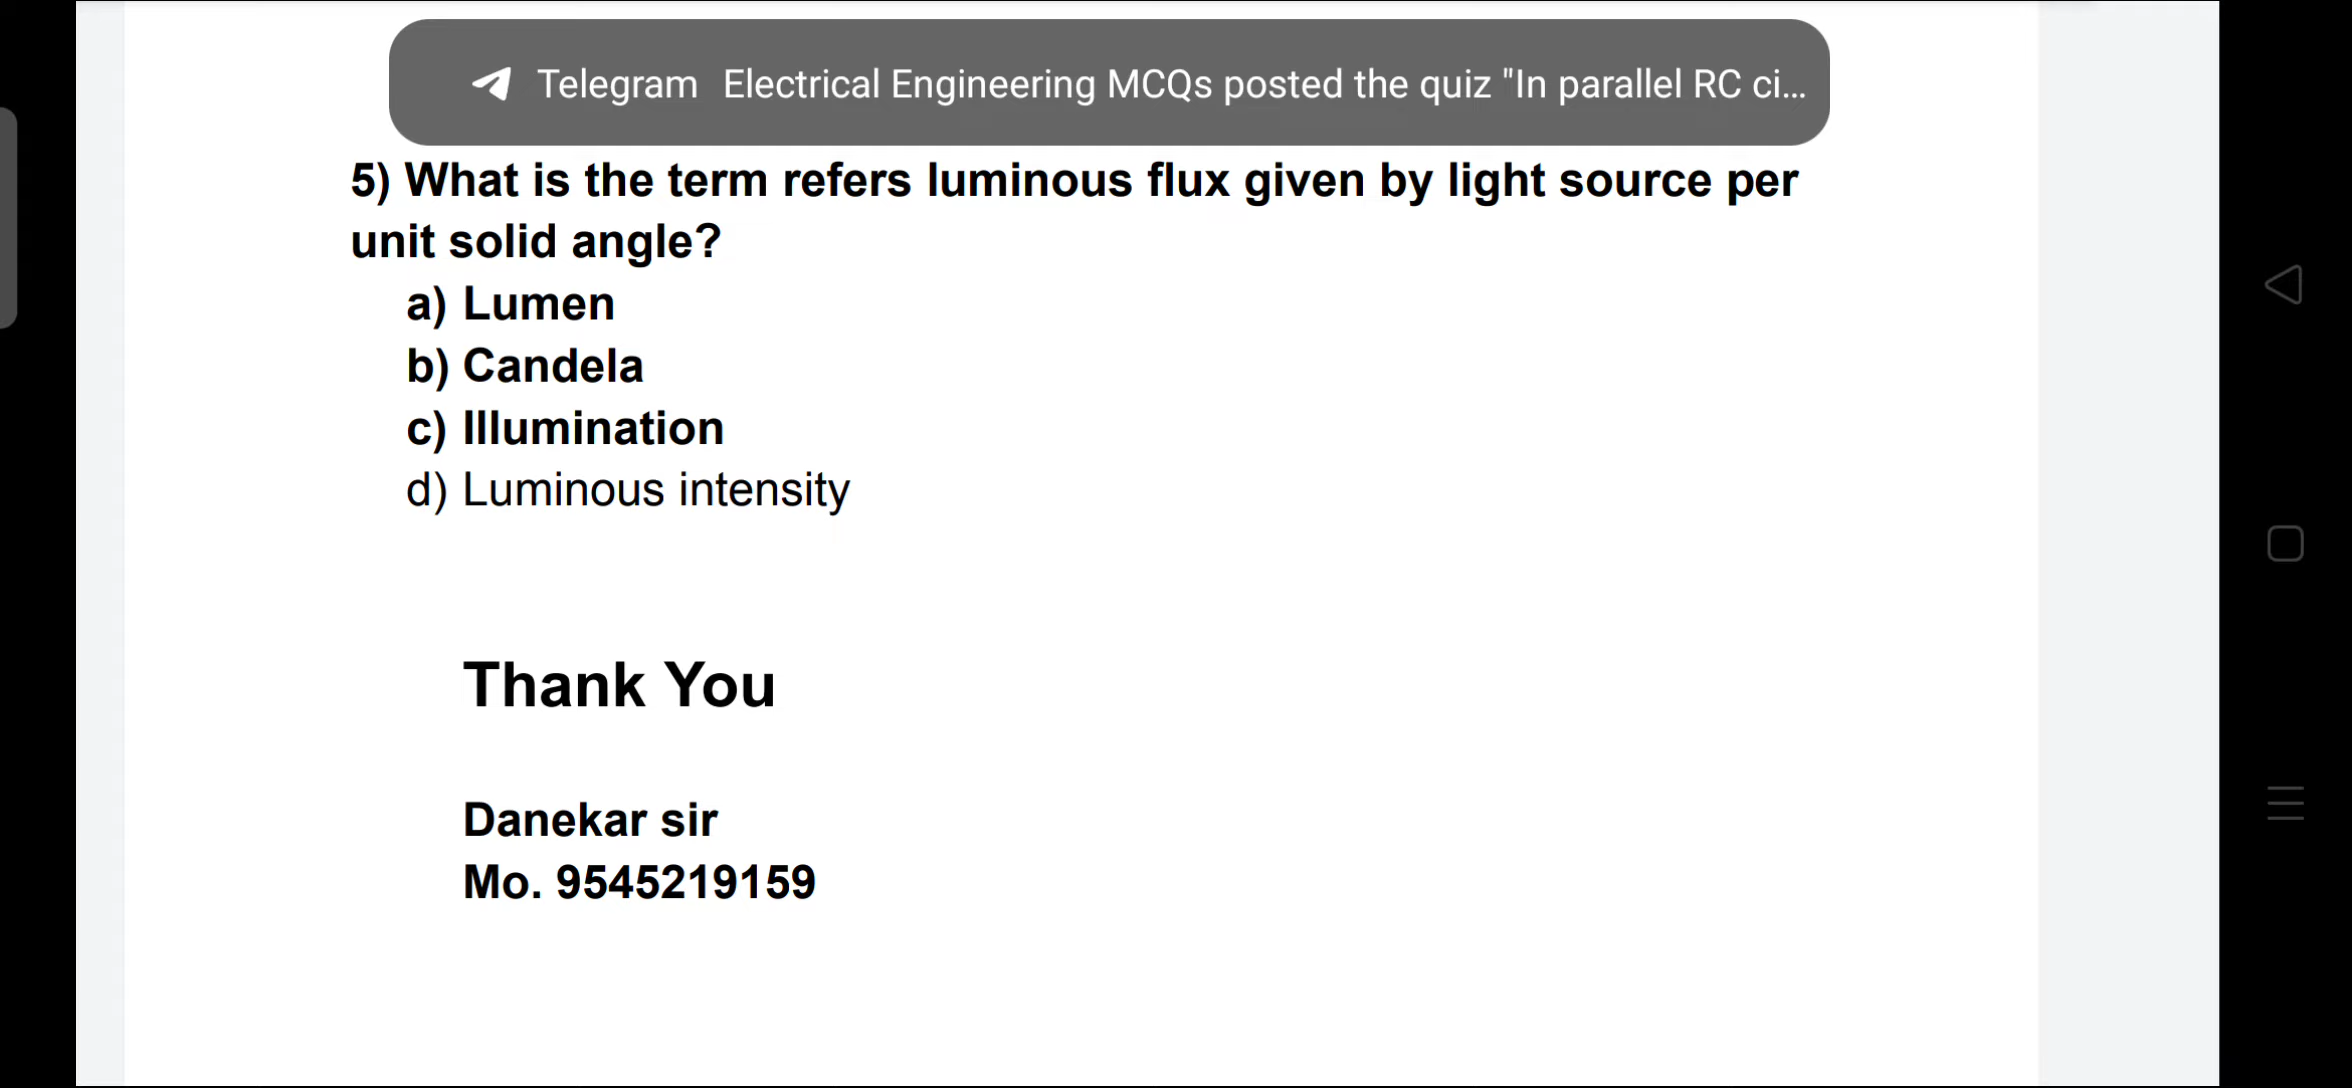 Telegram Electrical Engineering MCQs posted the quiz "In parallel RC ci...
5) What is the term refers luminous flux given by light source per
unit solid angle?
a) Lumen
b) Candela
c) Illumination
d) Luminous intensity
Thank You
Danekar sir
Mo. 9545219159